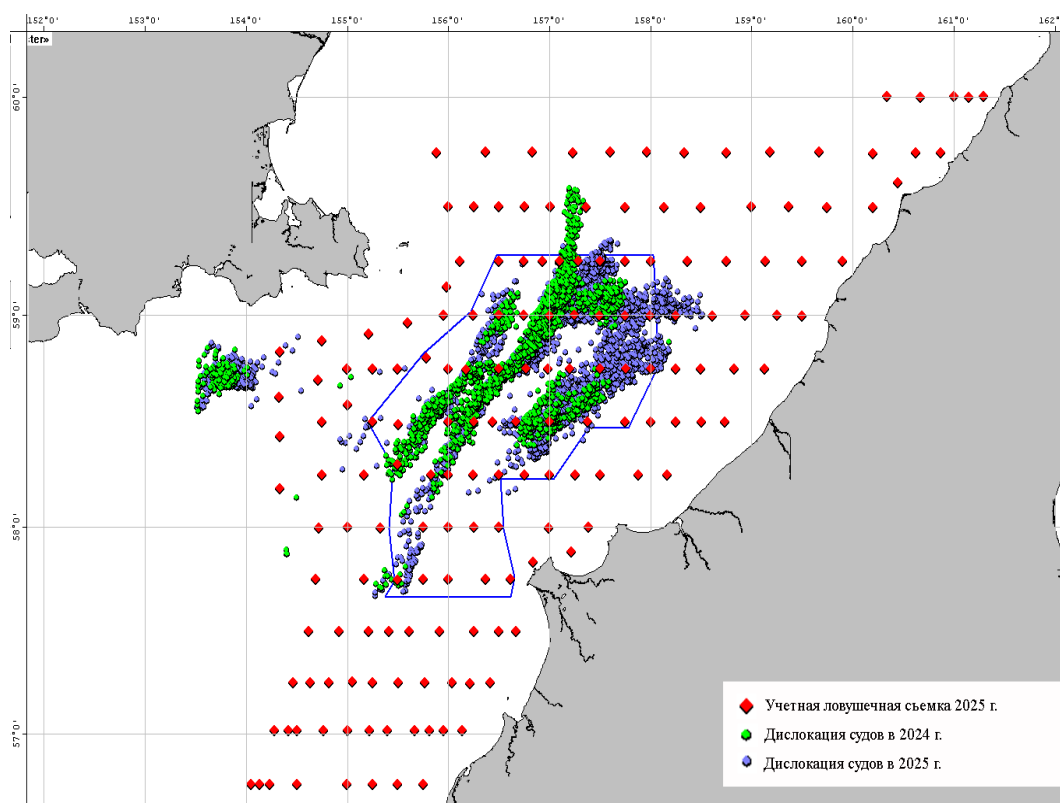 152°0' 153°0' 154°0' 155°0' 156°0' 157°0' 158°0' 159°0' 160°0' 161°0' 162°
ter»
60°0'
59°0'
58°0'
57°0'
Учетная ловушечная съемка 2025 г.
Дислокация судов в 2024 г.
Дислокация судов в 2025 г.